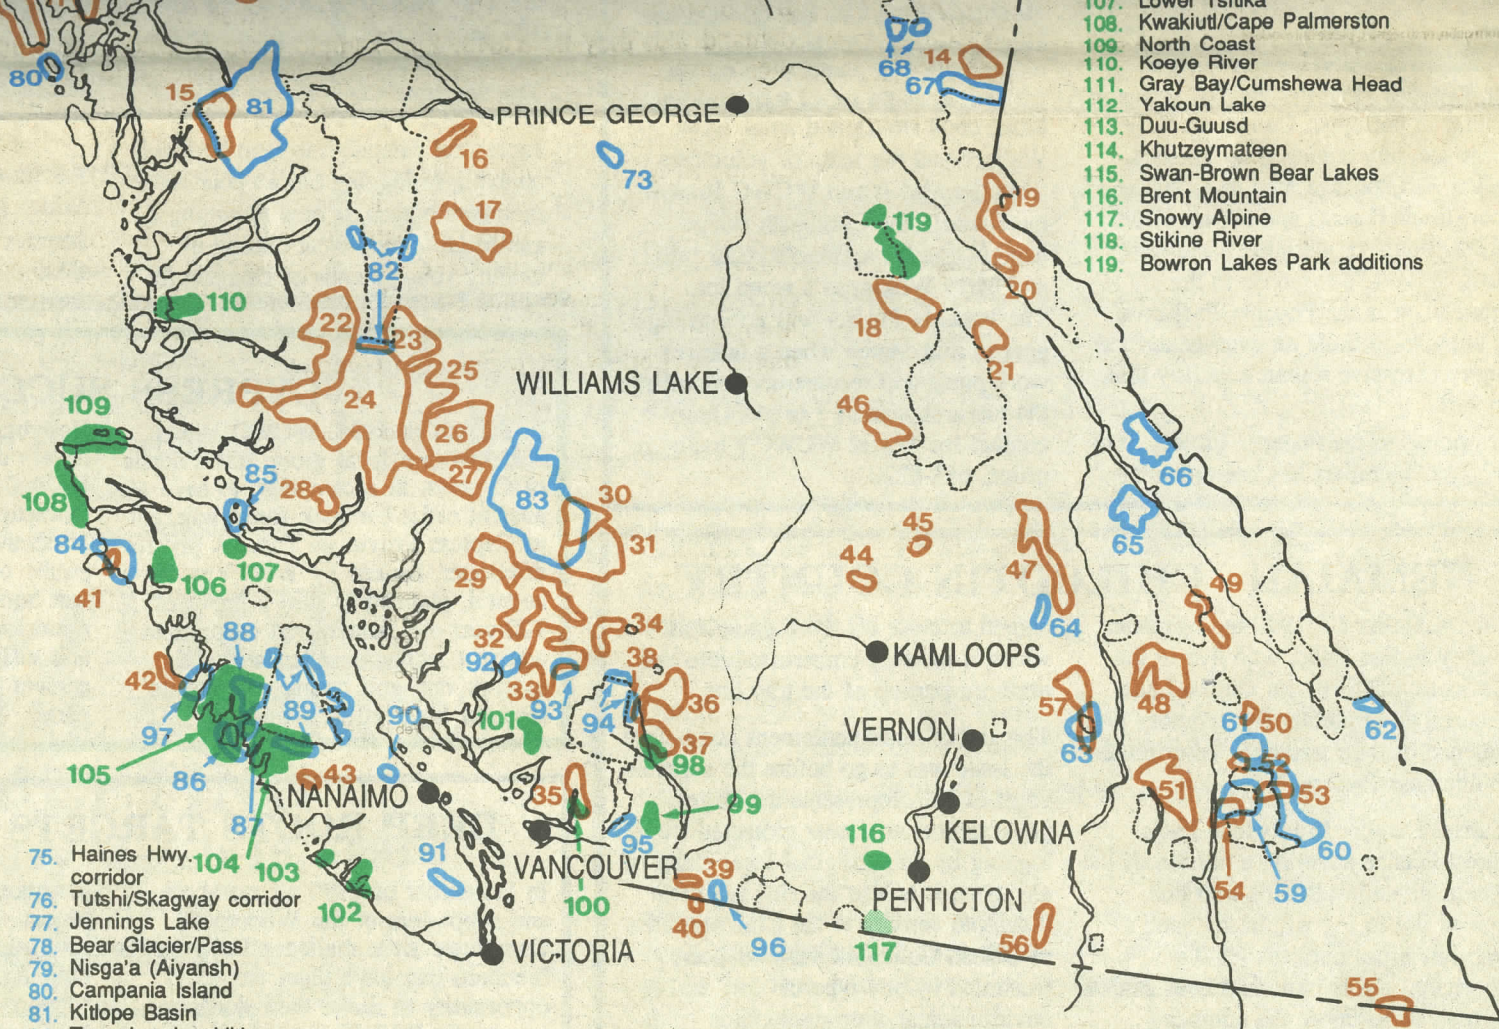 107. Lower Tsitika
108. Kwakiutl/Cape Palmerston
109. North Coast
110. Koeye River
111. Gray Bay/Cumshewa Head
112. Yakoun Lake
113. Duu-Guusd
114. Khutzeymateen
115. Swan-Brown Bear Lakes
116. Brent Mountain
117. Snowy Alpine
118. Stikine River
119. Bowron Lakes Park additions
80
15
81
68
14
67
PRINCE GEORGE
16
73
17
19
119
82
20
110
22
23
18
21
25
WILLIAMS LAKE
24
46
109
26
66
27
85
28
83
30
108
65
45
84
31
44
107
106
29
47
49
41
34
64
88
32
92
38
KAMLOOPS
42
33
36
48
57
89
90
93
94
101
50
61
62
97
VERNON
37
63
105
98
52
86
43
35
51
53
NANAIMO
99
87
116
KELOWNA
95
60
104
103
91
VANCOUVER
39
54
59
PENTICTON
102
100
40
96
117
56
VICTORIA
55
75. Haines Hwy.
corridor
76. Tutshi/Skagway corridor
77. Jennings Lake
78. Bear Glacier/Pass
79. Nisga'a (Aiyansh)
80. Campania Island
81. Kitlope Basin